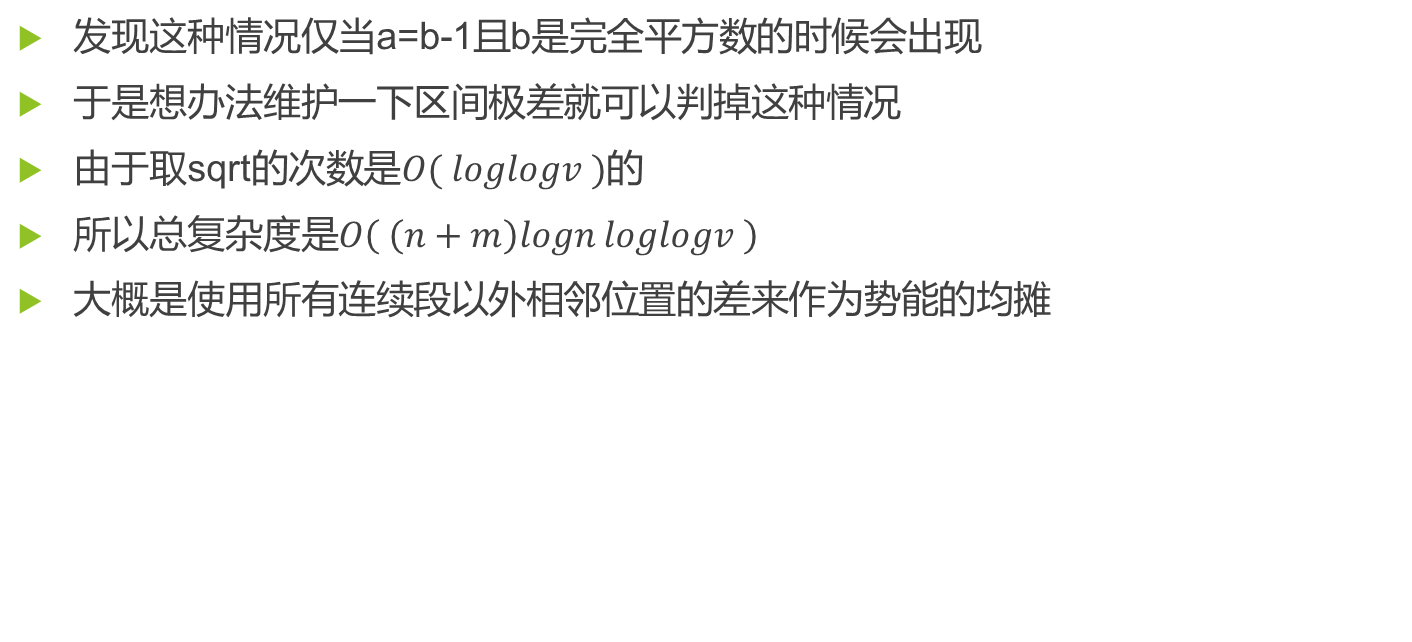 发现这种情况仅当a=b-1且b是完全平方数的时候会出现
于是想办法维护一下区间极差就可以判掉这种情况
由于取sqrt的次数是O( loglogv )的
所以总复杂度是O( (n + m)logn loglogv )
大概是使用所有连续段以外相邻位置的差来作为势能的均摊